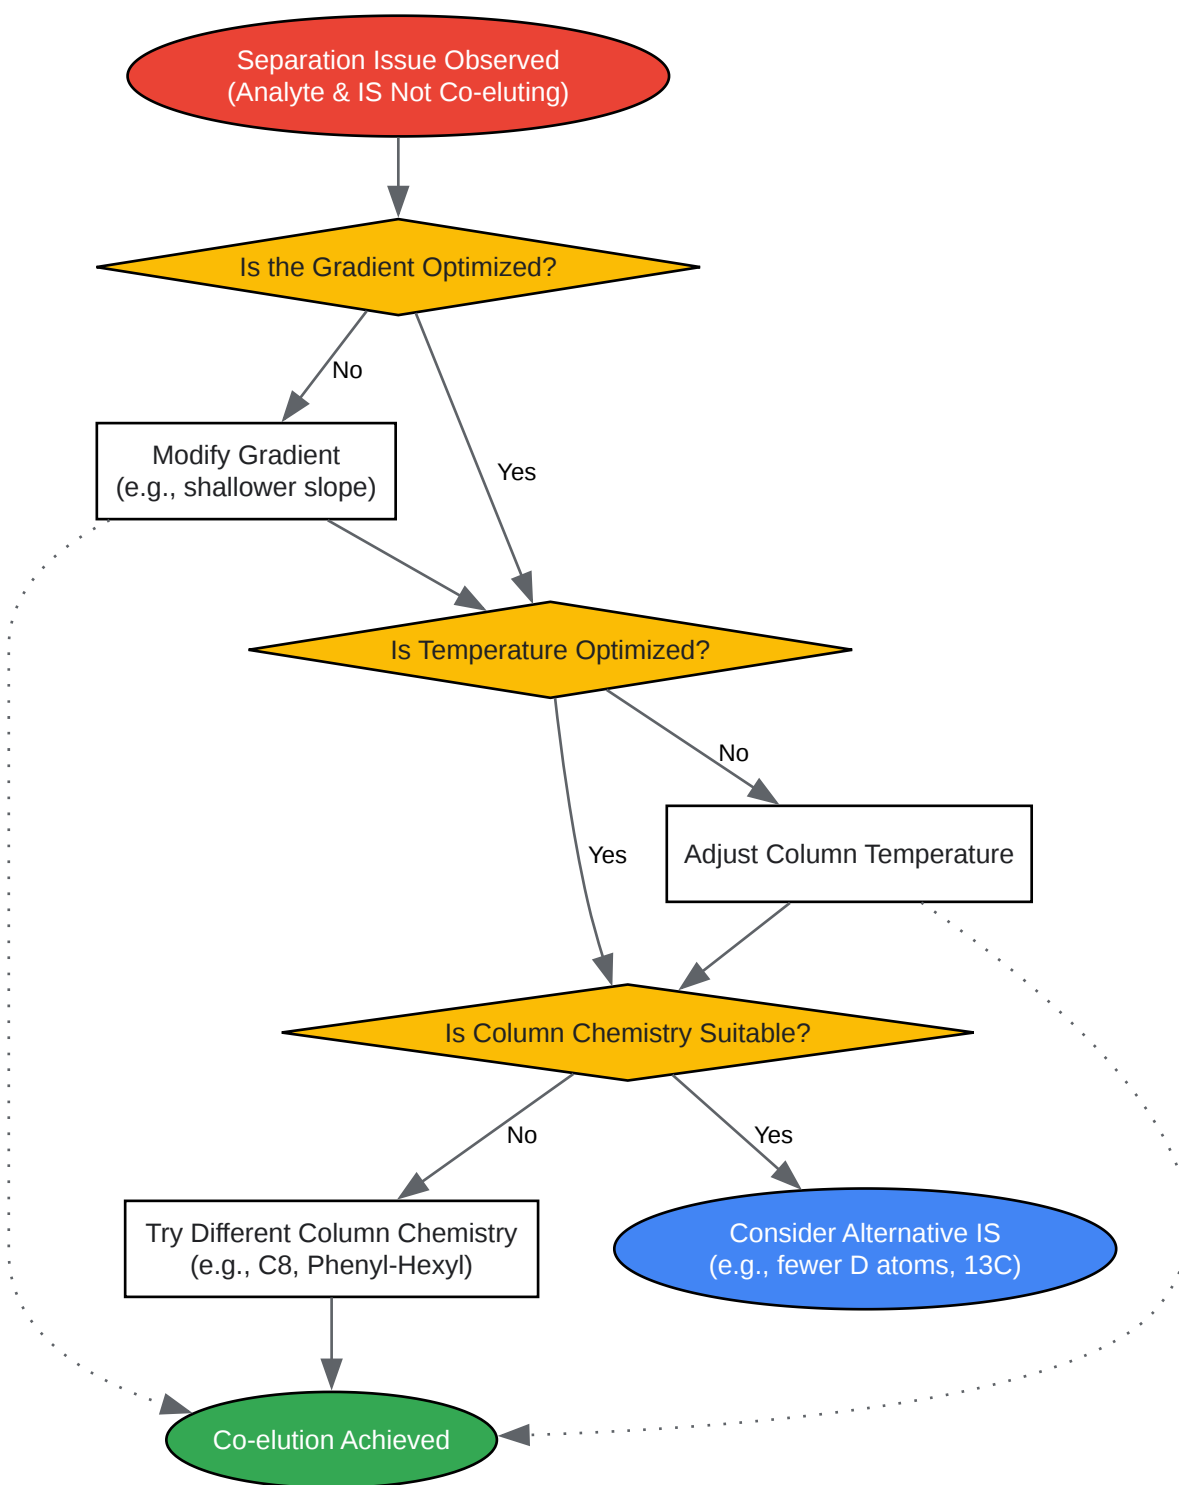 Separation Issue Observed
(Analyte & IS Not Co-eluting)
Is the Gradient Optimized?
No
Modify Gradient
(e.g., shallower slope)
Yes
Is Temperature Optimized?
No
Yes
Adjust Column Temperature
Is Column Chemistry Suitable?
No
Yes
Try Different Column Chemistry
(e.g., C8, Phenyl-Hexyl)
Consider Alternative IS
(e.g., fewer D atoms, 13C)
Co-elution Achieved